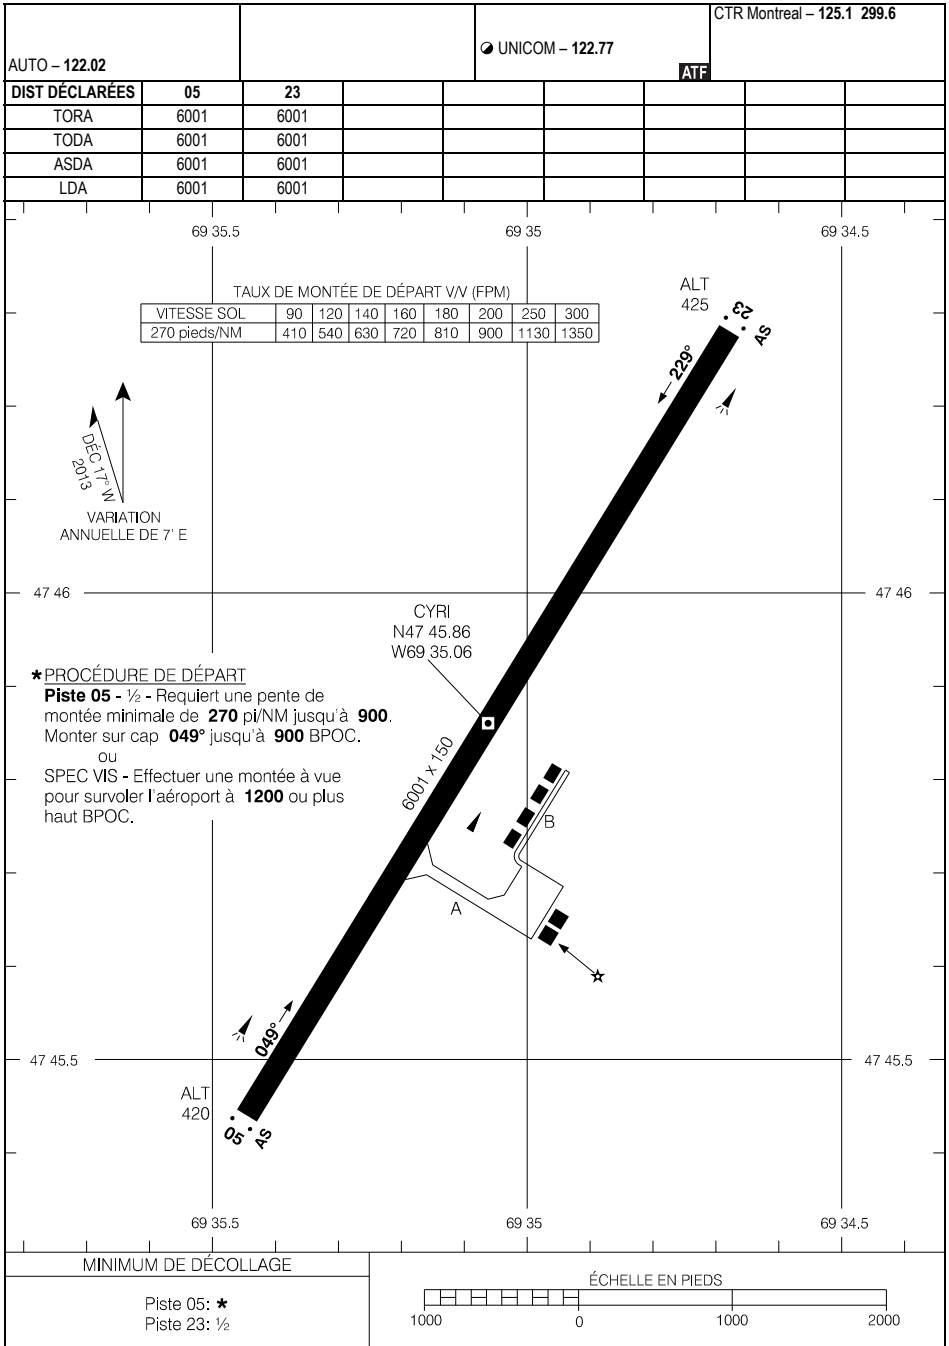 CTR Montreal – 125.1 299.6
UNICOM – 122.77
AUTO – 122.02
ATF
DIST DÉCLARÉES 05 23
TORA 6001 6001
TODA 6001 6001
ASDA 6001 6001
LDA 6001 6001
69 35.5 69 35 69 34.5
TAUX DE MONTÉE DE DÉPART V/V (FPM)
VITESSE SOL 90 120 140 160 180 200 250 300
270 pieds/NM 410 540 630 720 810 900 1130 1350
ALT
425
23
AS
229°
DÉC 17° W
2013
VARIATION
ANNUELLE DE 7' E
47 46 47 46
CYRI
N47 45.86
W69 35.06
* PROCÉDURE DE DÉPART
Piste 05 - ½ - Requiert une pente de
montée minimale de 270 pi/NM jusqu'à 900.
Monter sur cap 049° jusqu'à 900 BPOC.
ou
SPEC VIS - Effectuer une montée à vue
pour survoler l'aéroport à 1200 ou plus
haut BPOC.
6001 x 150
B
A
049°
47 45.5 47 45.5
ALT
420
05
AS
69 35.5 69 35 69 34.5
MINIMUM DE DÉCOLLAGE
Piste 05: *
Piste 23: ½
ÉCHELLE EN PIEDS
1000 0 1000 2000